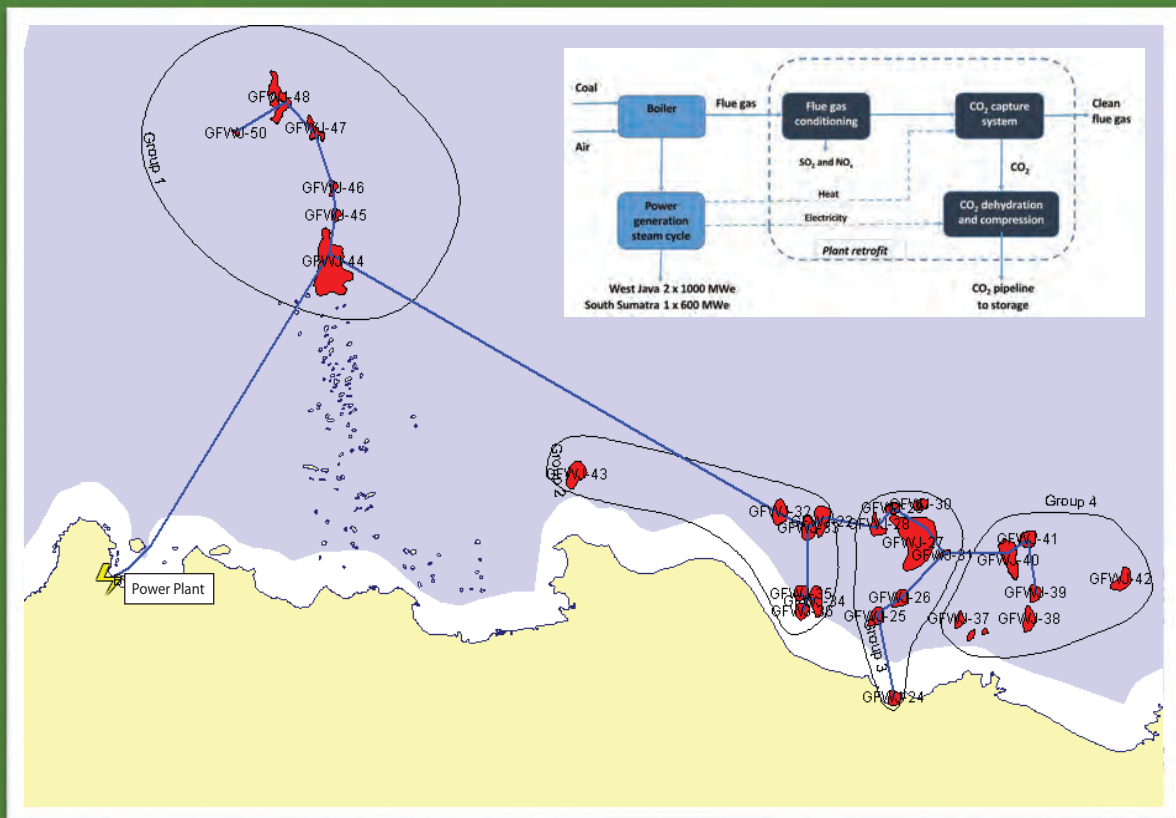 Coal
Air
Boiler
Flue gas
Flue gas
conditioning
CO₂ capture
system
Clean
flue gas
SO₂ and NOₓ
CO₂
Heat
Power
generation
steam cycle
Electricity
CO₂ dehydration
and compression
Plant retrofit
West Java 2 x 1000 MWe
South Sumatra 1 x 600 MWe
CO₂ pipeline
to storage
Group 1
GFWJ-48
GFWJ-50
GFWJ-47
GFWJ-46
GFWJ-45
GFWJ-44
Group 2
GFWJ-43
GFWJ-32
GFWJ-28
GFWJ-30
GFWJ-27
GFWJ-31
GFWJ-26
GFWJ-25
Group 3
GFWJ-24
Group 4
GFWJ-41
GFWJ-40
GFWJ-42
GFWJ-39
GFWJ-37
GFWJ-38
Power Plant